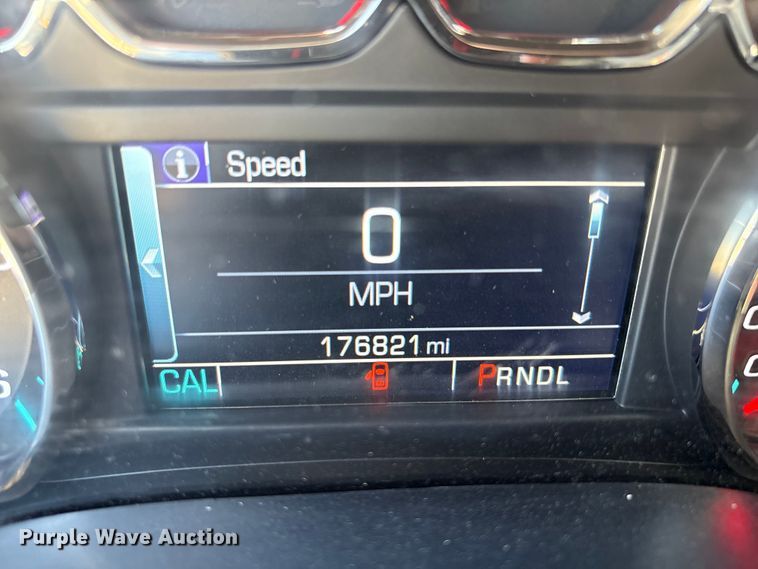 i Speed
0
MPH
176821 mi
CAL PRNDL
Purple Wave Auction